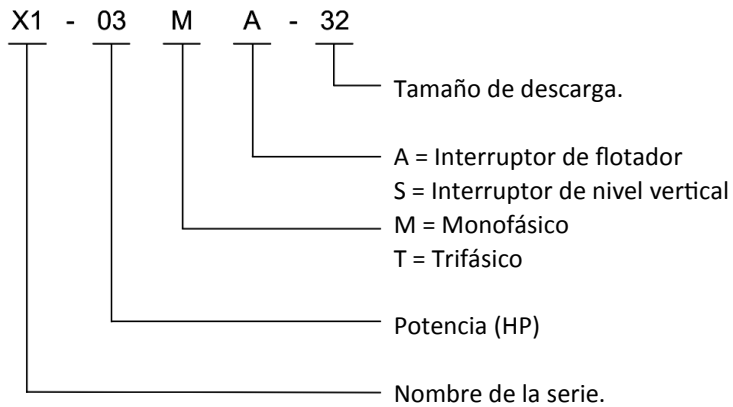 X1 - 03 M A - 32
Tamaño de descarga.
A = Interruptor de flotador
S = Interruptor de nivel vertical
M = Monofásico
T = Trifásico
Potencia (HP)
Nombre de la serie.